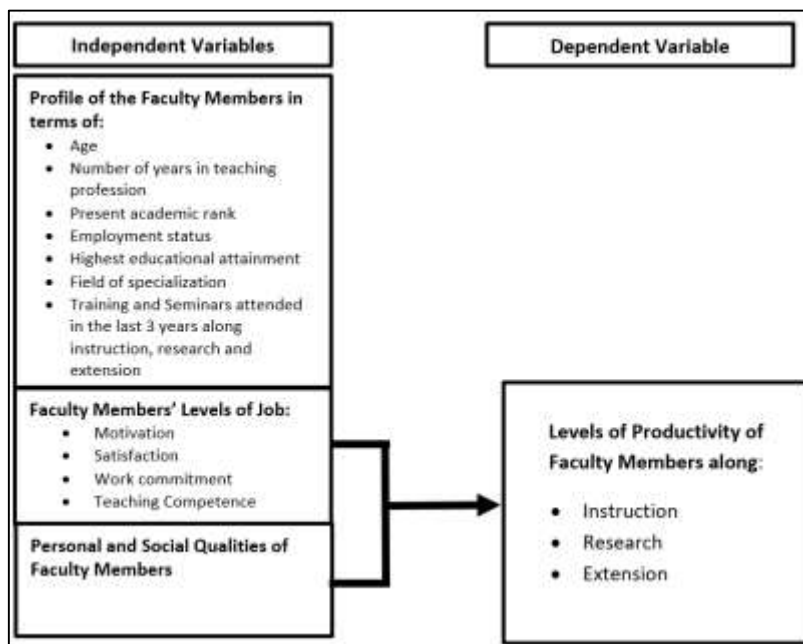 Independent Variables
Dependent Variable
Profile of the Faculty Members in
terms of:
• Age
• Number of years in teaching
profession
• Present academic rank
• Employment status
• Highest educational attainment
• Field of specialization
• Training and Seminars attended
in the last 3 years along
instruction, research and
extension
Faculty Members' Levels of Job:
• Motivation
• Satisfaction
• Work commitment
• Teaching Competence
Personal and Social Qualities of
Faculty Members
Levels of Productivity of
Faculty Members along:
• Instruction
• Research
• Extension